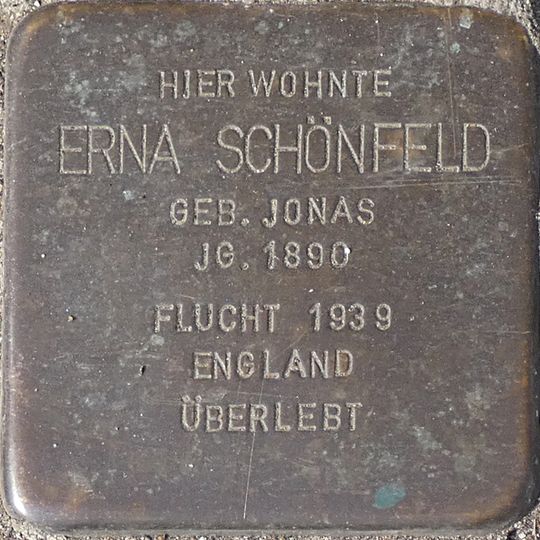 HIER WOHNTE
ERNA SCHÖNFELD
GEB. JONAS
JG. 1890
FLUCHT 1939
ENGLAND
ÜBERLEBT